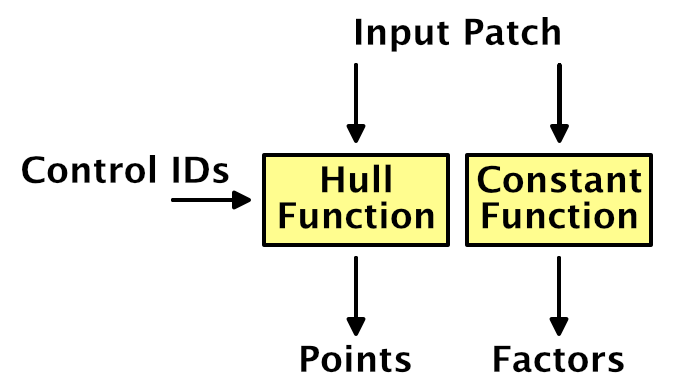 Input Patch
Control IDs
Hull
Function
Constant
Function
Points
Factors